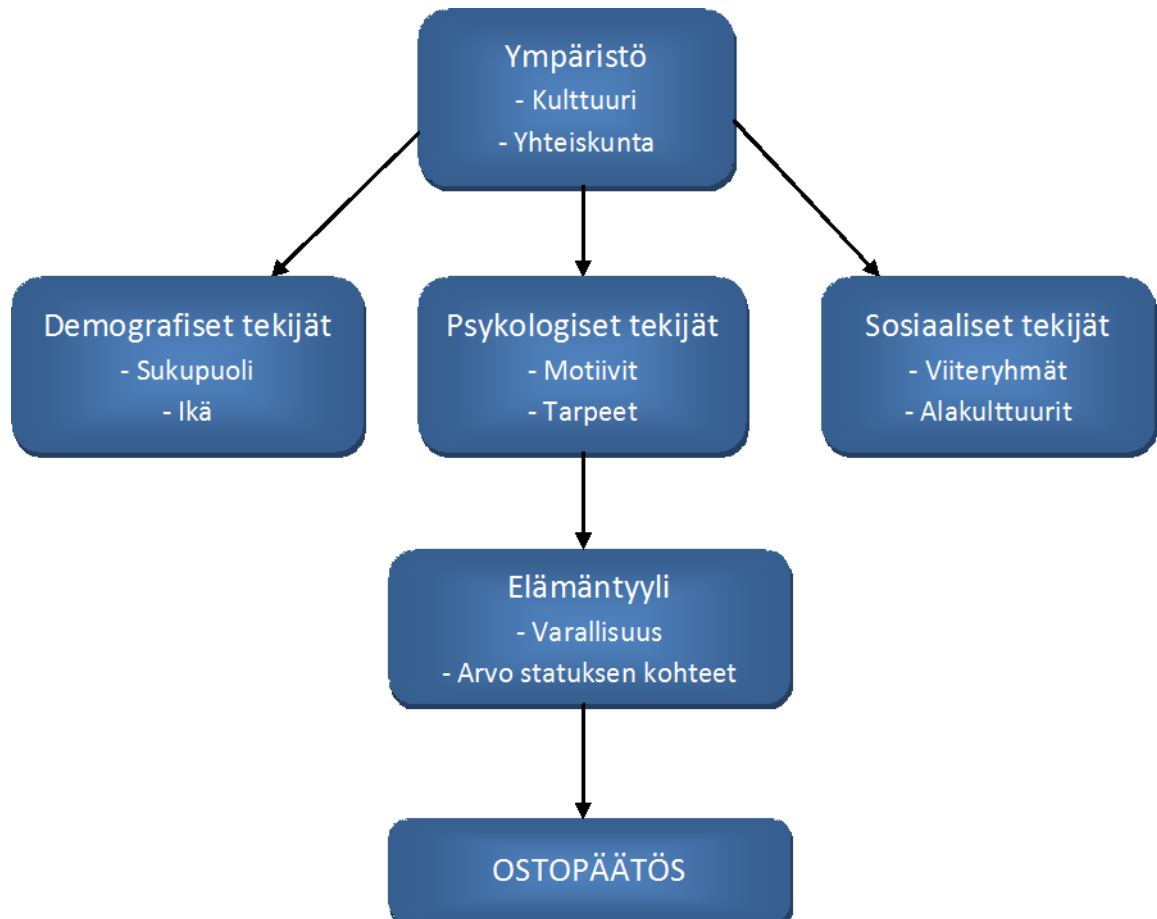 Ympäristö
- Kulttuuri
- Yhteiskunta
Demografiset tekijät
- Sukupuoli
- Ikä
Psykologiset tekijät
- Motiivit
- Tarpeet
Sosiaaliset tekijät
- Viiteryhmät
- Alakulttuurit
Elämäntyyli
- Varallisuus
- Arvo statuksen kohteet
OSTOPÄÄTÖS